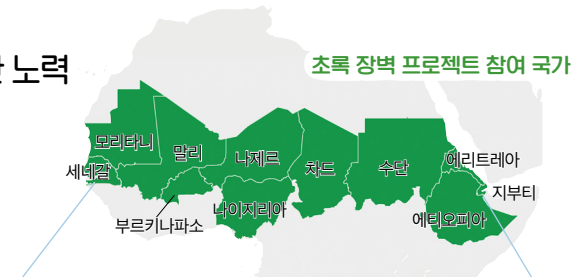 노력
초록 장벽 프로젝트 참여 국가
모리타니
말리
나제르
차드
수단
에리트레아
세네갈
지부티
부르키나파소
나이지리아
에티오피아